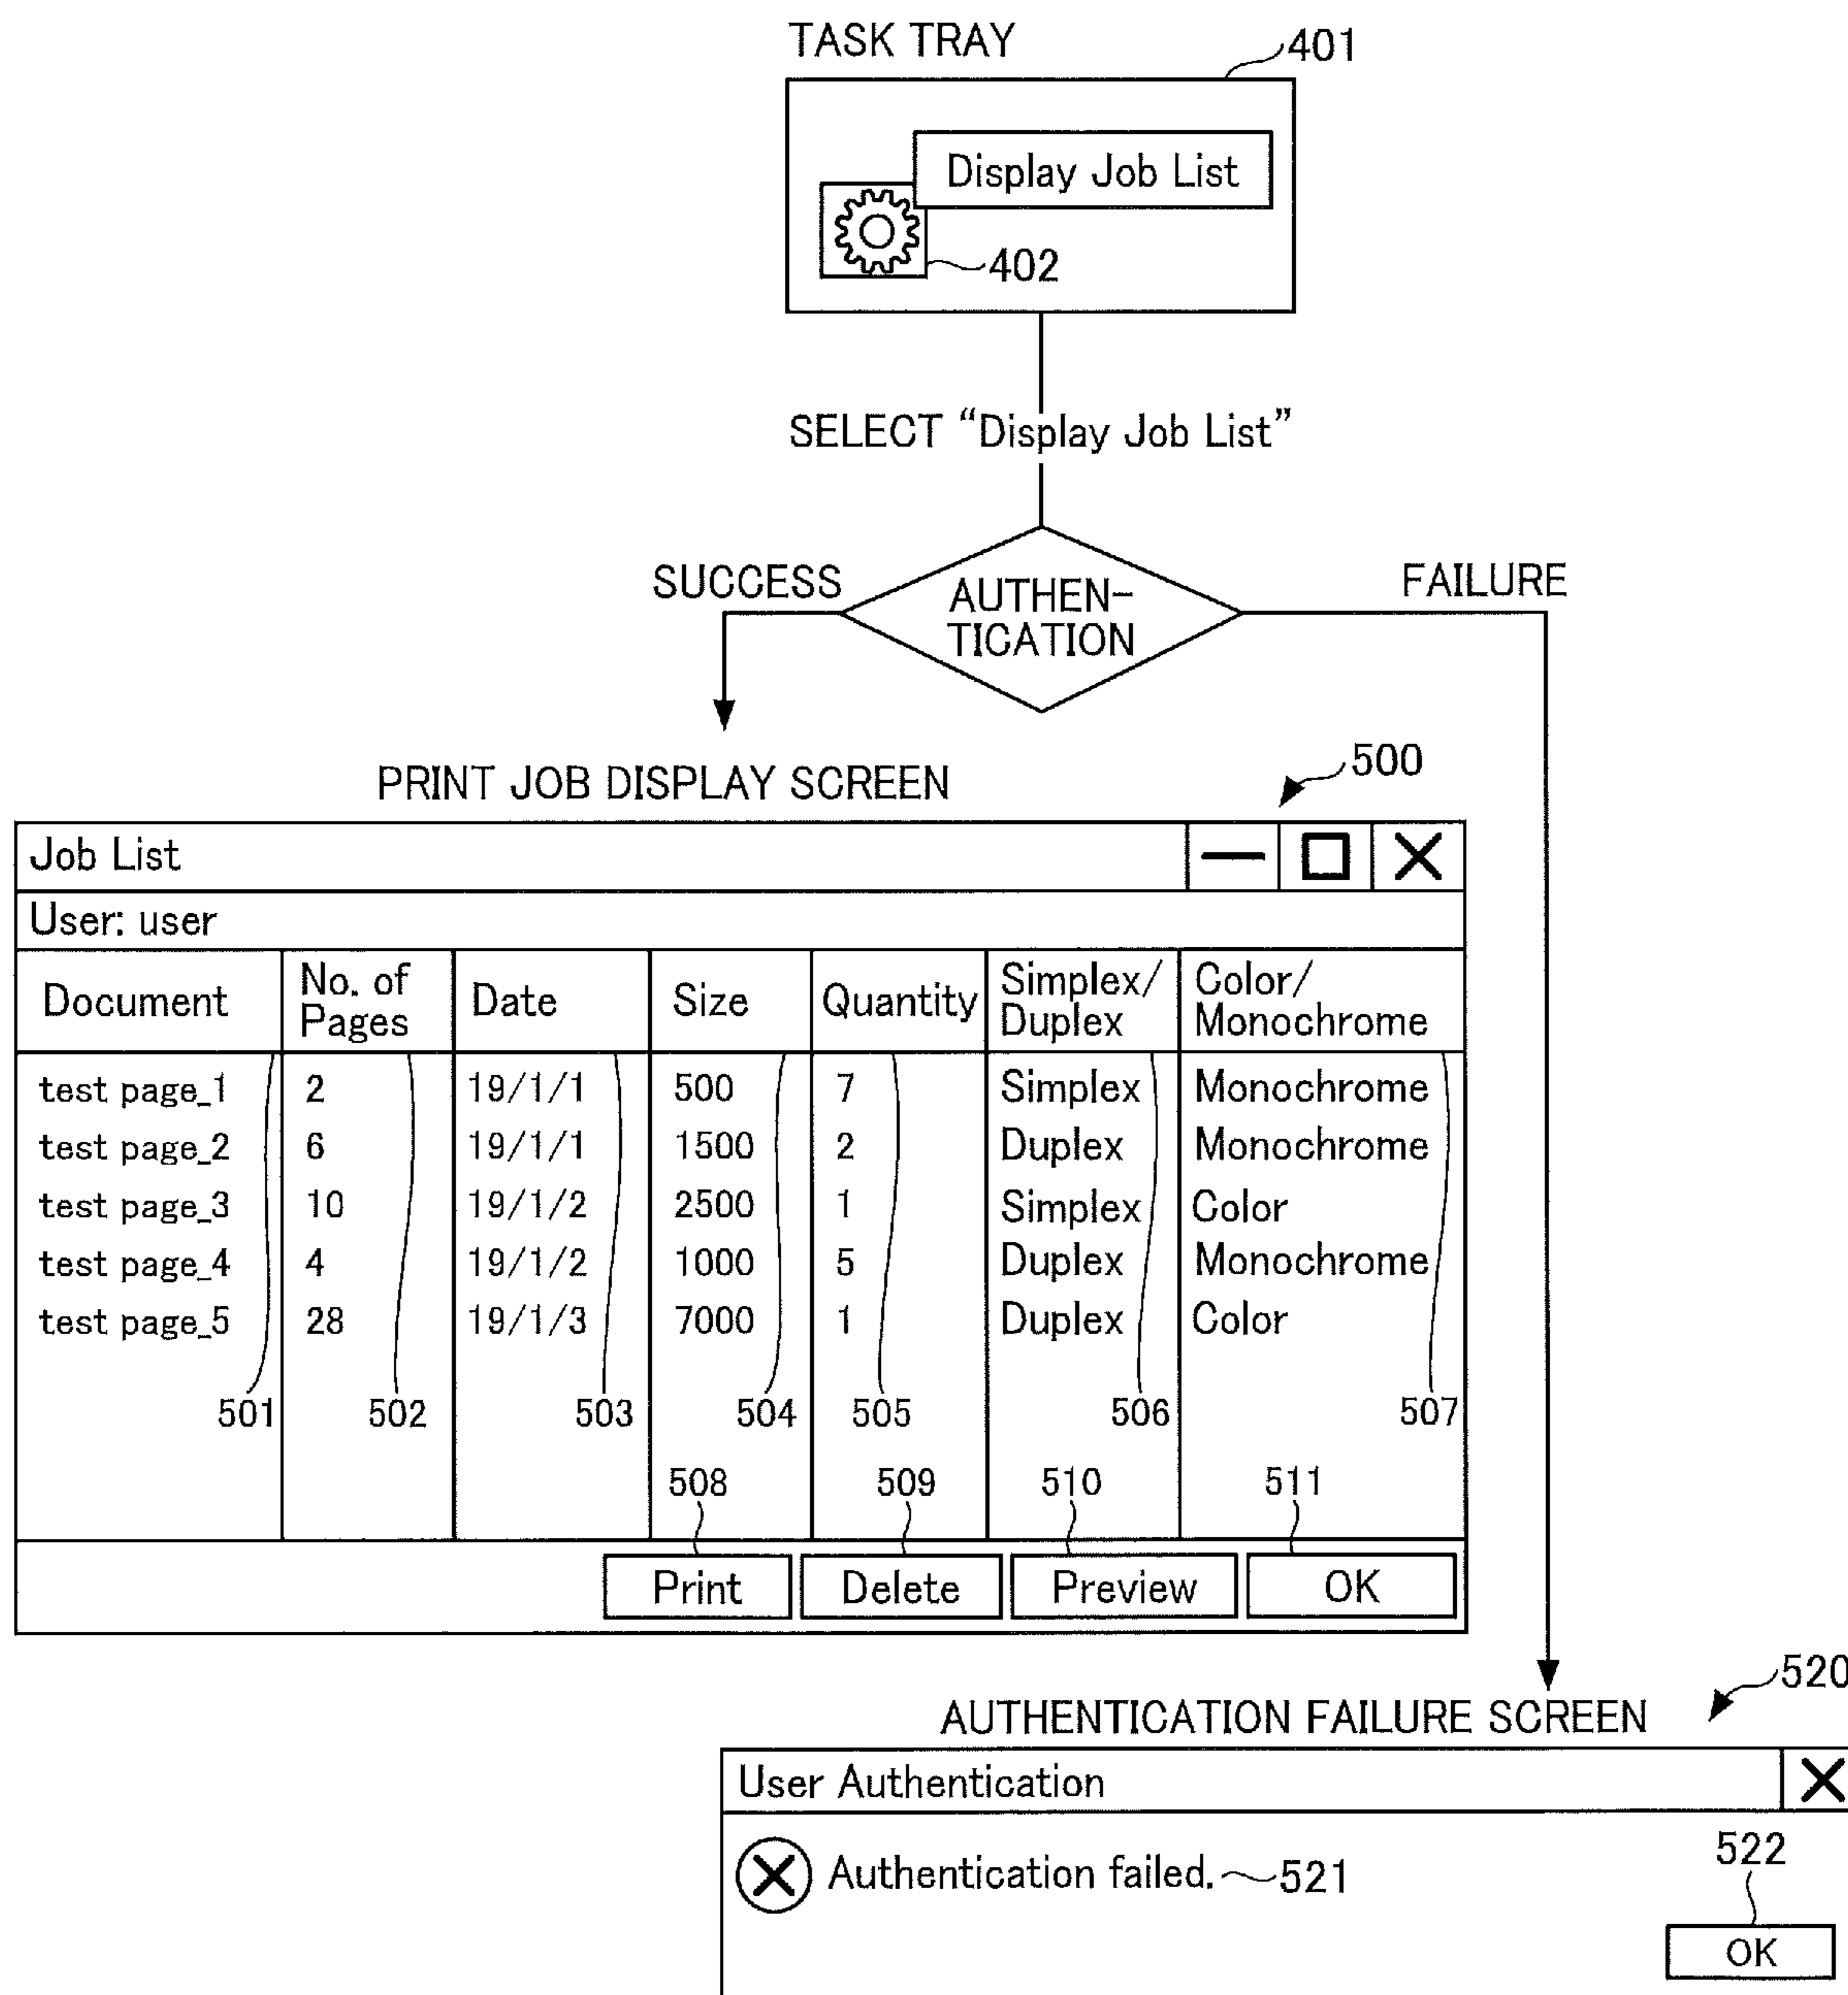 TASK TRAY
401
Display Job List
402
SELECT “Display Job List”
SUCCESS
AUTHEN-
TICATION
FAILURE
PRINT JOB DISPLAY SCREEN
500
Job List
User: user
Document No. of Pages Date Size Quantity Simplex/ Duplex Color/ Monochrome
test page_1 2 19/1/1 500 7 Simplex Monochrome
test page_2 6 19/1/1 1500 2 Duplex Monochrome
test page_3 10 19/1/2 2500 1 Simplex Color
test page_4 4 19/1/2 1000 5 Duplex Monochrome
test page_5 28 19/1/3 7000 1 Duplex Color
501 502 503 504 505 506 507
508 509 510 511
Print Delete Preview OK
520
AUTHENTICATION FAILURE SCREEN
User Authentication
Authentication failed. 521
522
OK